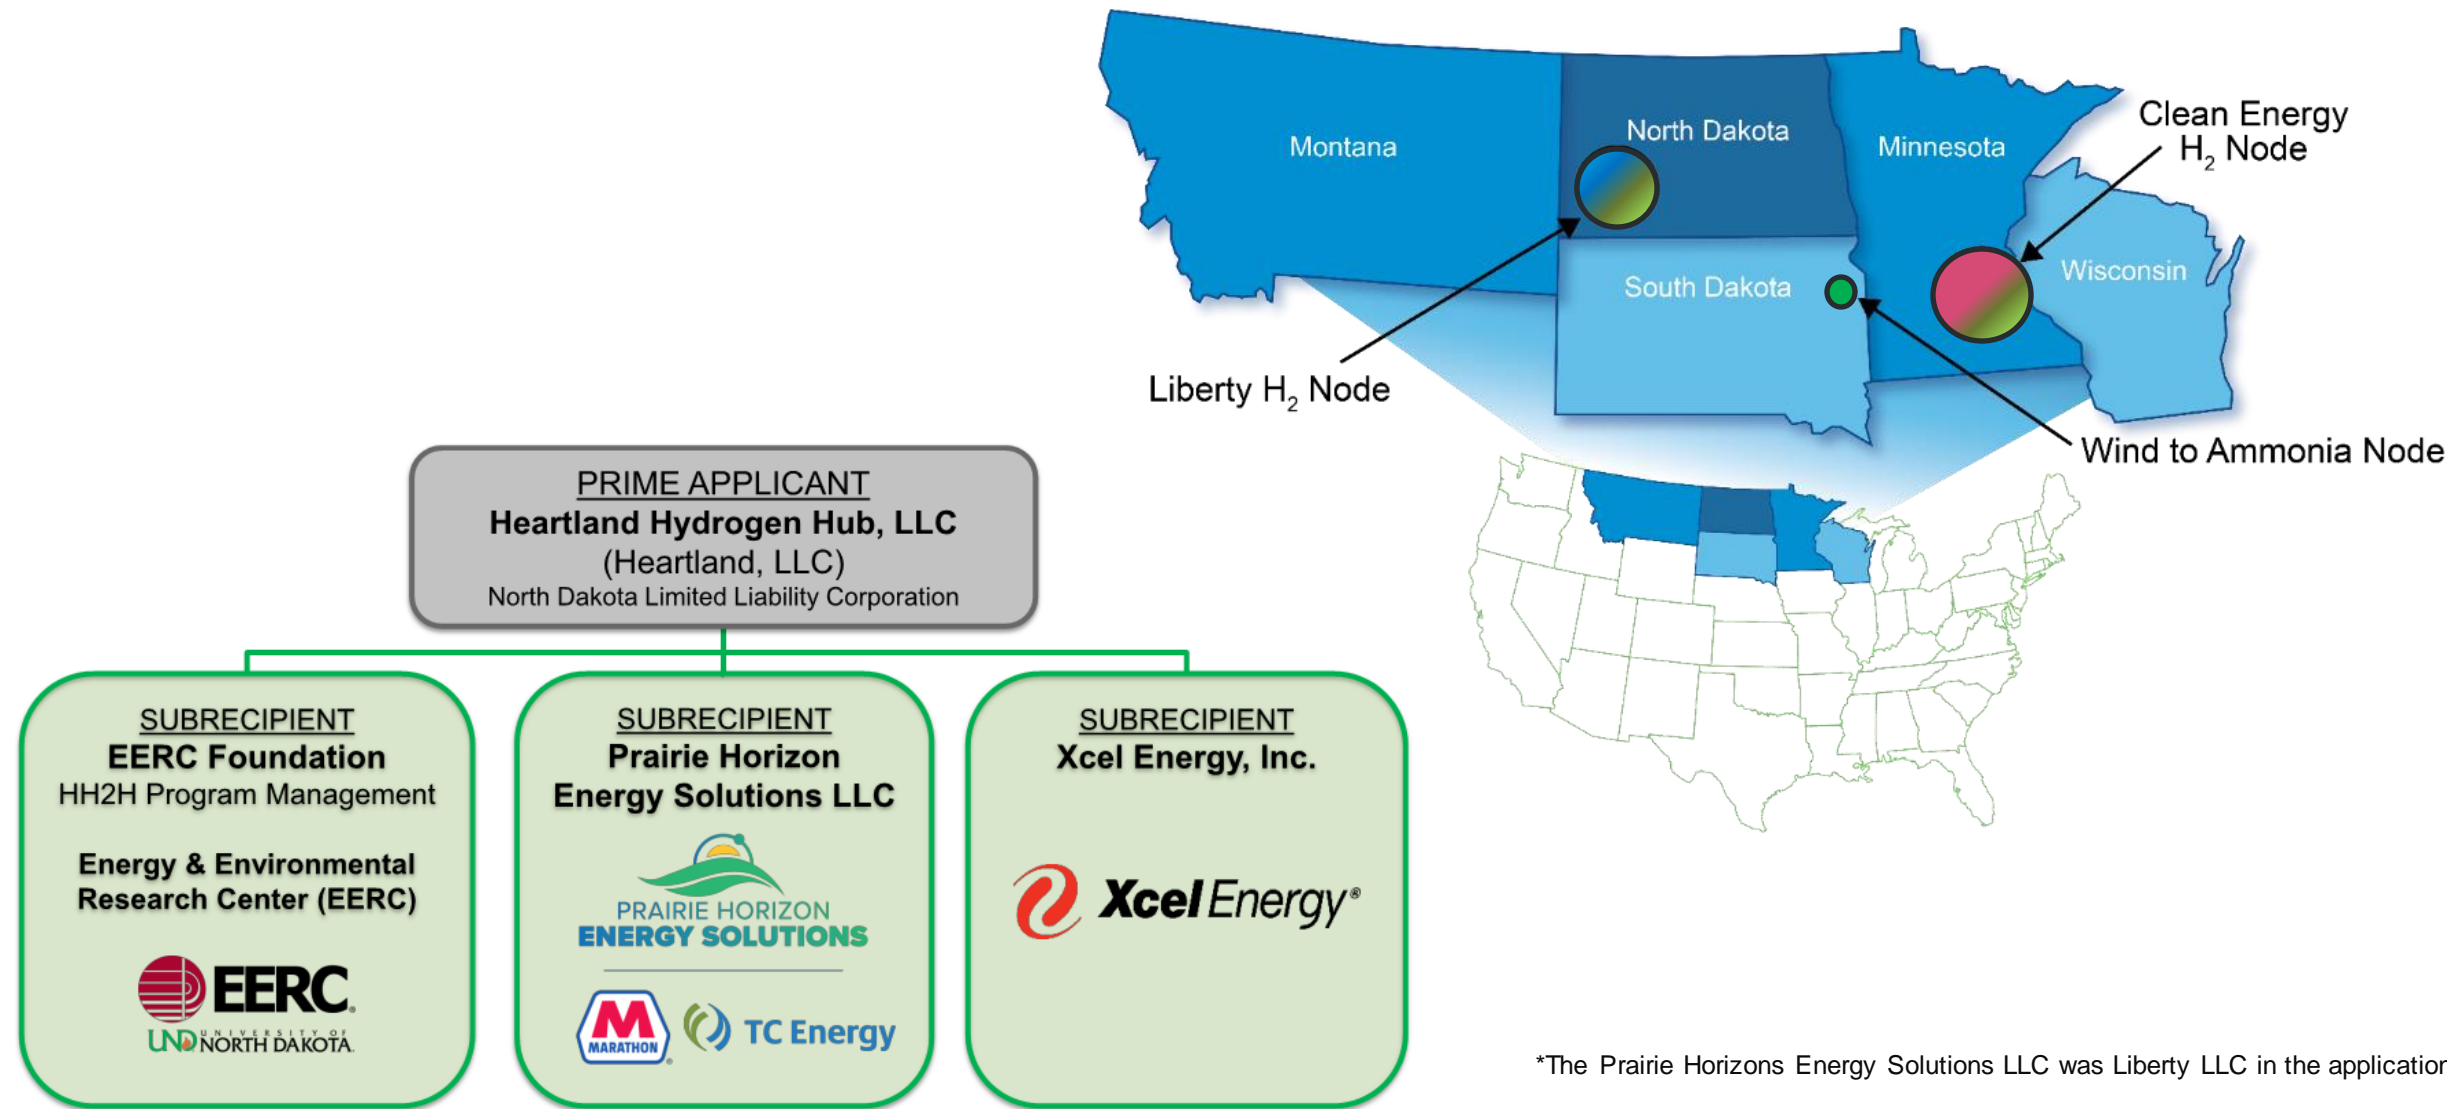 Montana
North Dakota
Minnesota
Clean Energy
H2 Node
South Dakota
Wisconsin
Liberty H2 Node
Wind to Ammonia Node
PRIME APPLICANT
Heartland Hydrogen Hub, LLC
(Heartland, LLC)
North Dakota Limited Liability Corporation
SUBRECIPIENT
EERC Foundation
HH2H Program Management
Energy & Environmental
Research Center (EERC)
EERC®
UND UNIVERSITY OF
NORTH DAKOTA
SUBRECIPIENT
Prairie Horizon
Energy Solutions LLC
PRAIRIE HORIZON
ENERGY SOLUTIONS
M
MARATHON®
TC Energy
SUBRECIPIENT
Xcel Energy, Inc.
Xcel Energy®
*The Prairie Horizons Energy Solutions LLC was Liberty LLC in the application